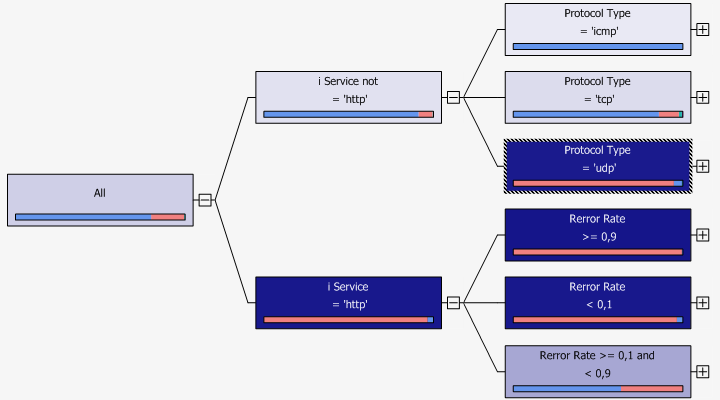 Protocol Type
= 'icmp'
i Service not
= 'http'
Protocol Type
= 'tcp'
Protocol Type
= 'udp'
All
Rerror Rate
>= 0,9
i Service
= 'http'
Rerror Rate
< 0,1
Rerror Rate >= 0,1 and
< 0,9